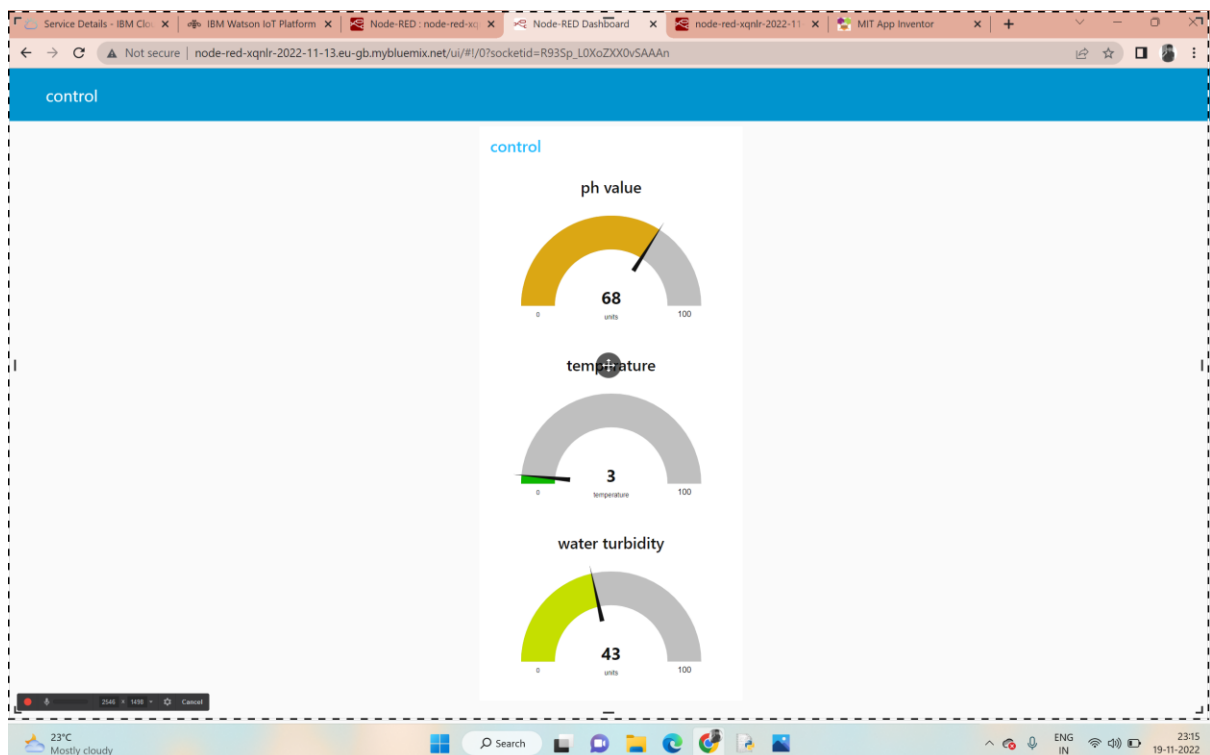 Service Details - IBM Clo
IBM Watson IoT Platform
Node-RED : node-red-xq
Node-RED Dashboard
node-red-xqnlr-2022-11
MIT App Inventor
Not secure | node-red-xqnlr-2022-11-13.eu-gb.mybluemix.net/ui/#!/0?socketid=R93Sp_L0XoZXX0vSAAAn
control
control
ph value
68
0 units 100
temperature
3
0 temperature 100
water turbidity
43
0 units 100
2546 1430 Cancel
23°C
Mostly cloudy
Search
ENG
IN
23:15
19-11-2022